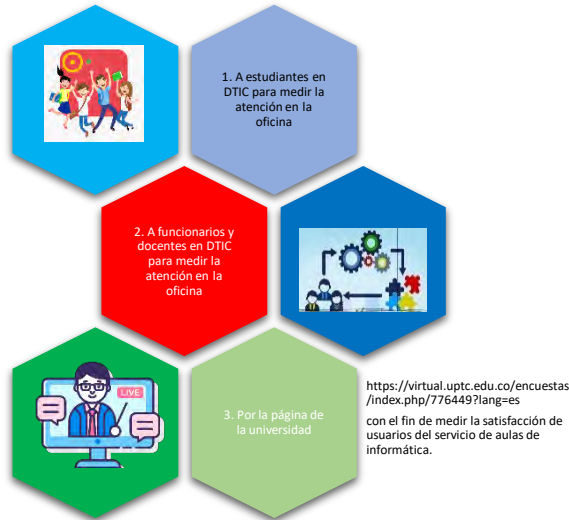 1. A estudiantes en
DTIC para medir la
atención en la
oficina
2. A funcionarios y
docentes en DTIC
para medir la
atención en la
oficina
LIVE
3. Por la página de
la universidad
https://virtual.uptc.edu.co/encuestas
/index.php/776449?lang=es
con el fin de medir la satisfacción de
usuarios del servicio de aulas de
informática.